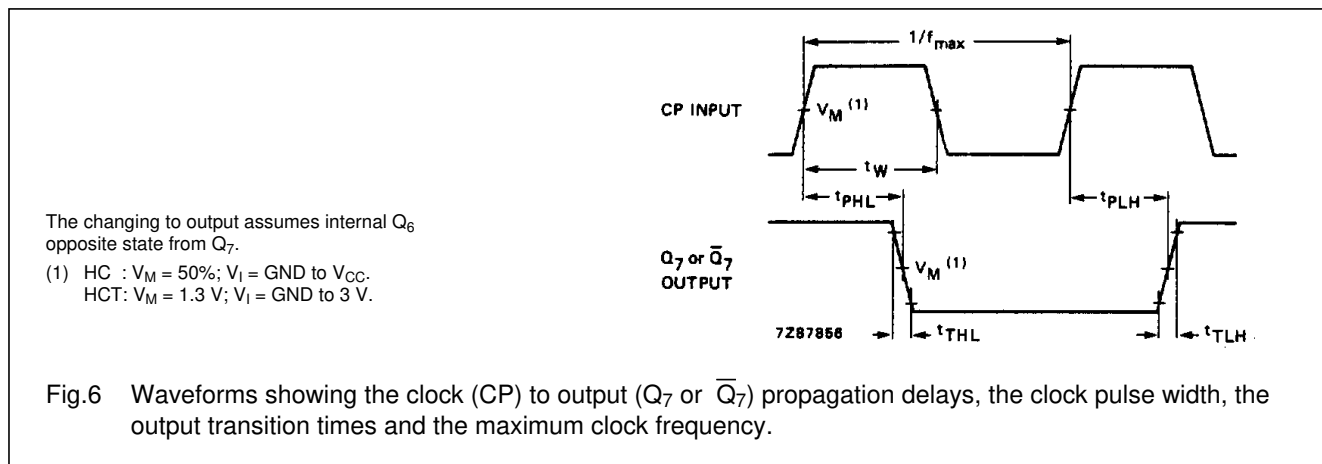 1/fmax
CP INPUT
VM (1)
tW
tPHL
tPLH
The changing to output assumes internal Q6
opposite state from Q7.
(1) HC : VM = 50%; VI = GND to VCC.
HCT: VM = 1.3 V; VI = GND to 3 V.
Q7 or Q̅7
OUTPUT
VM (1)
7Z87856
tTHL
tTLH
Fig.6 Waveforms showing the clock (CP) to output (Q7 or Q̅7) propagation delays, the clock pulse width, the
output transition times and the maximum clock frequency.